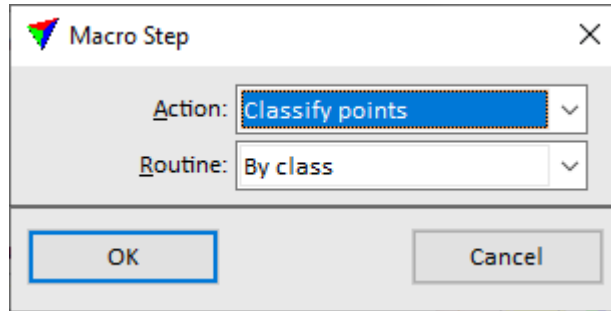 Macro Step
Action: Classify points
Routine: By class
OK Cancel